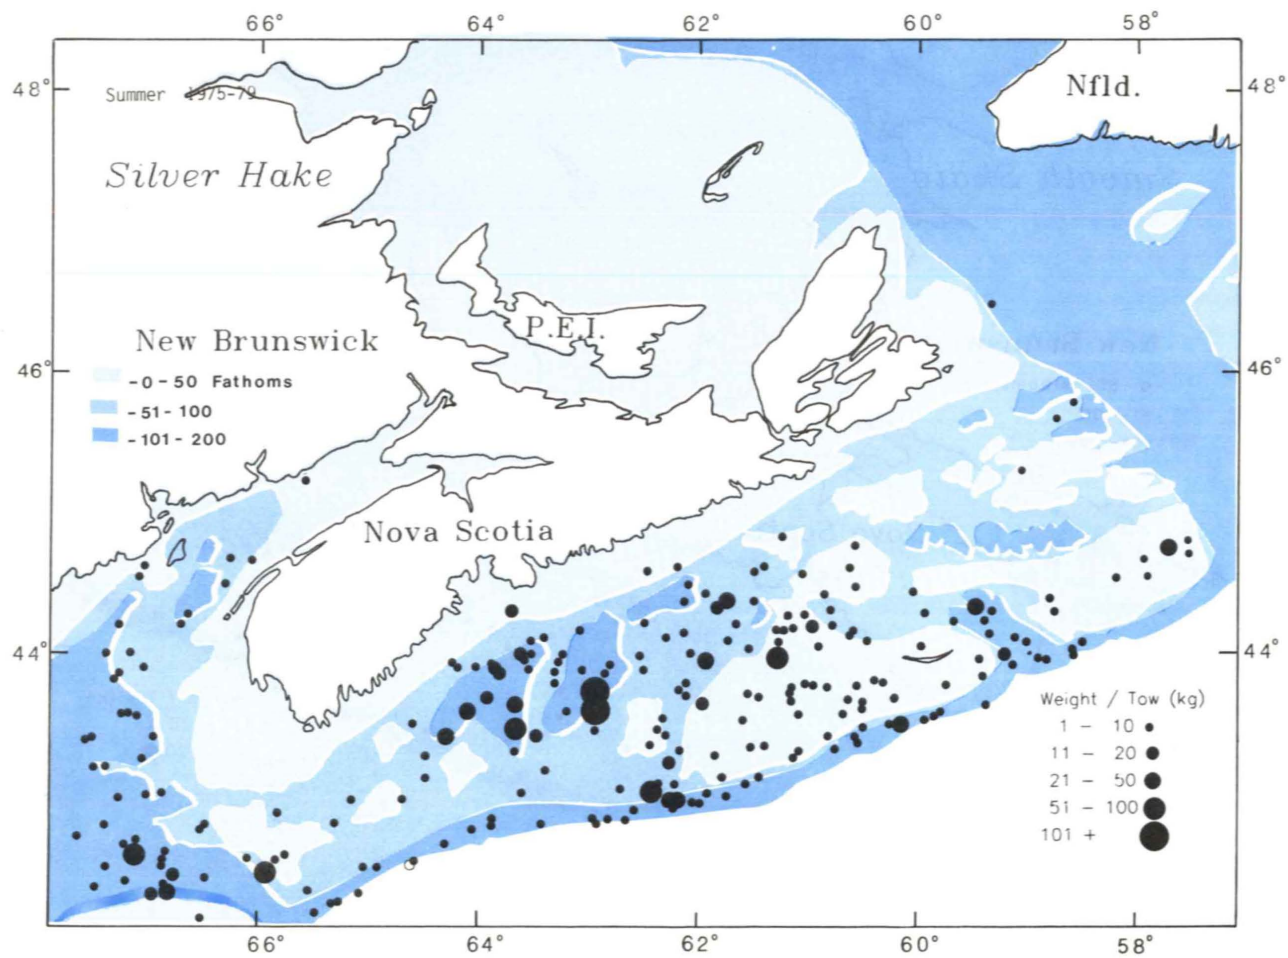 66° 64° 62° 60° 58°
48° 48°
Summer 1975-79
Nfld.
Silver Hake
P.E.I.
New Brunswick
46° 46°
-0-50 Fathoms
-51-100
-101-200
Nova Scotia
44° 44°
Weight / Tow (kg)
1 - 10
11 - 20
21 - 50
51 - 100
101 +
66° 64° 62° 60° 58°